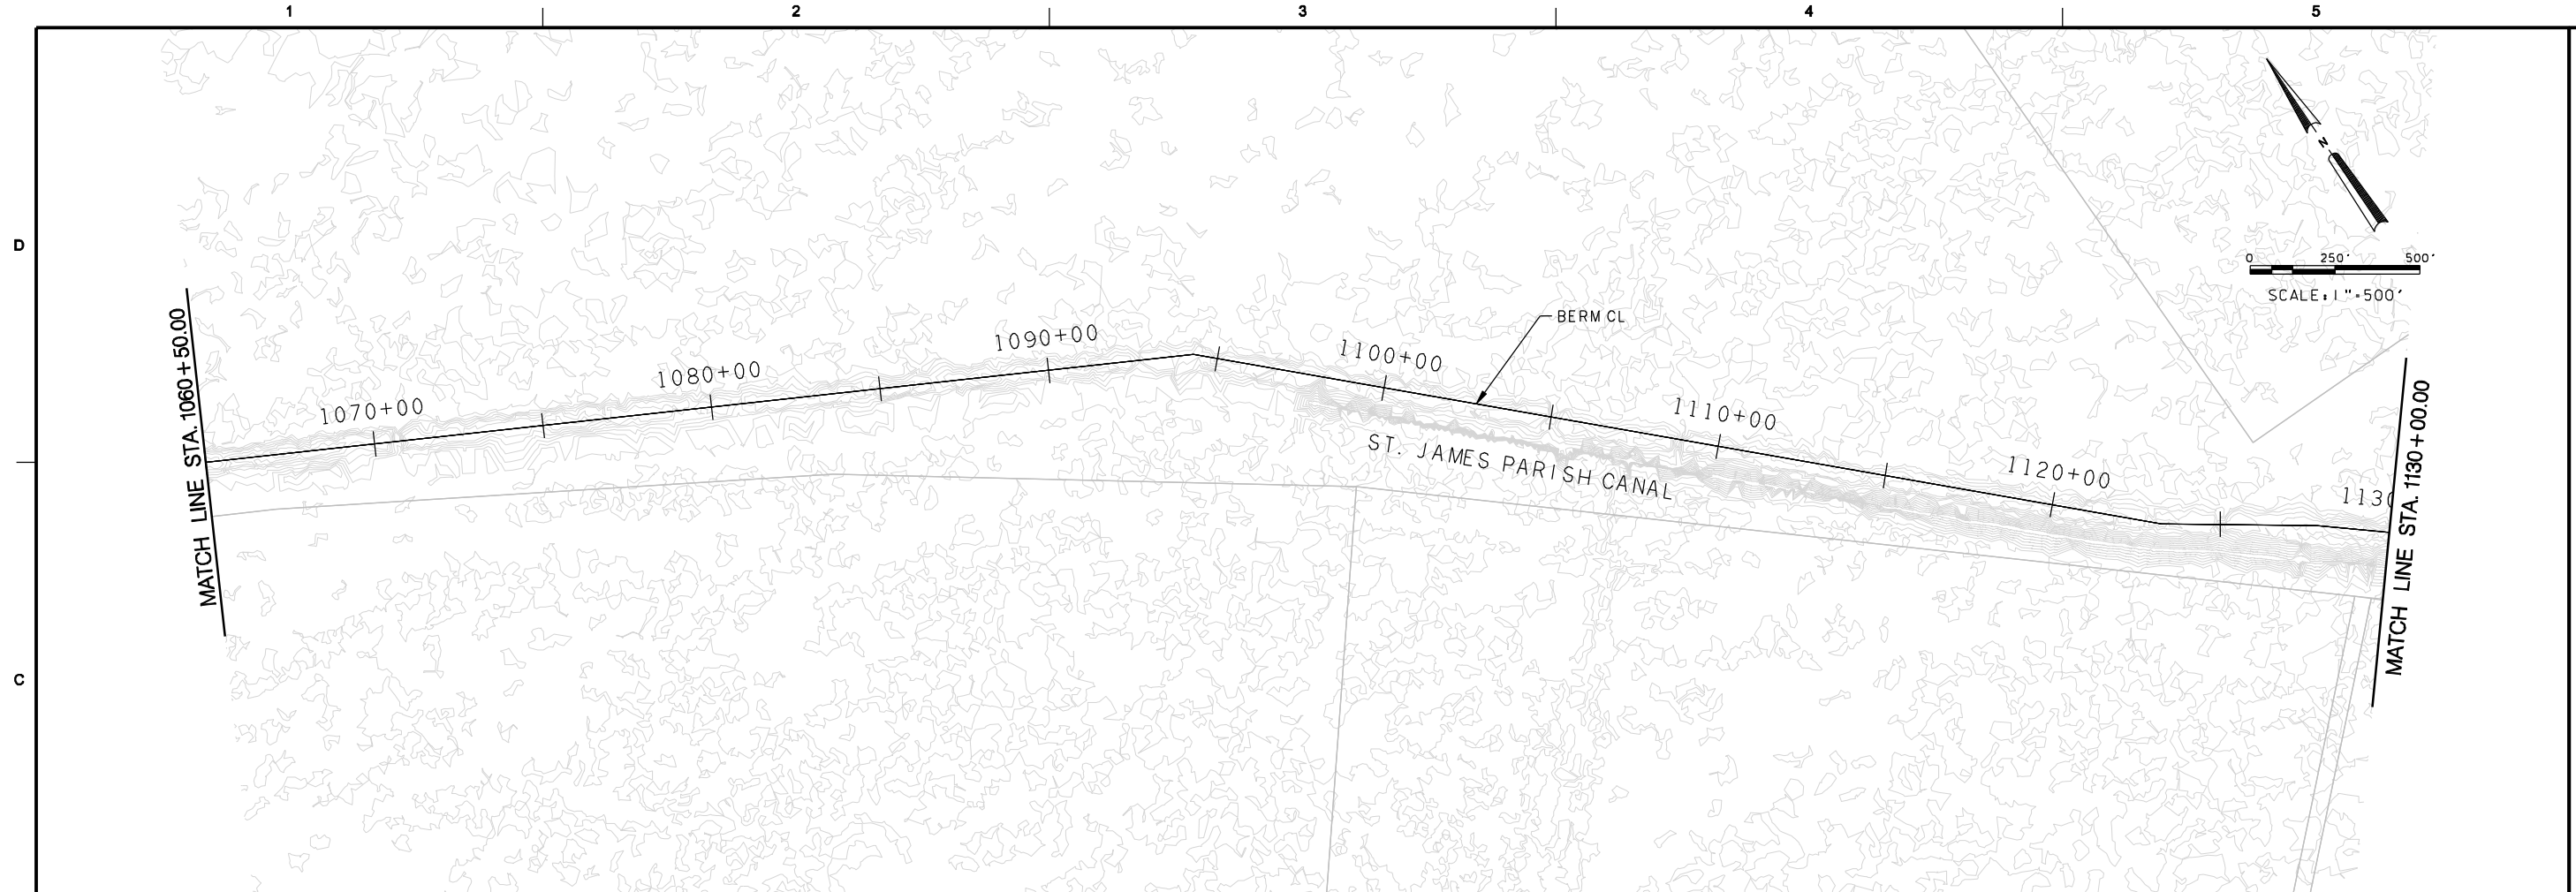 1 2 3 4 5
D
C
N
0 250' 500'
SCALE: 1"=500'
MATCH LINE STA. 1060+50.00
1070+00
1080+00
1090+00
1100+00
BERM CL
1110+00
1120+00
1130
ST. JAMES PARISH CANAL
MATCH LINE STA. 1130+00.00